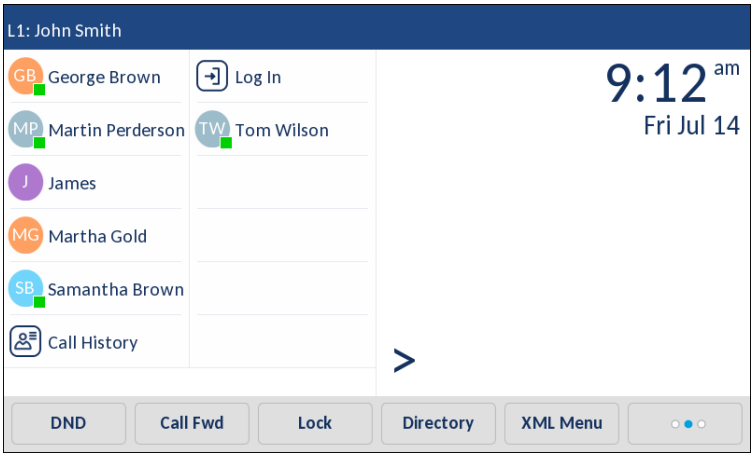 L1: John Smith
GB George Brown
MP Martin Perderson
J James
MG Martha Gold
SB Samantha Brown
Call History
Log In
TW Tom Wilson
9:12 am
Fri Jul 14
>
DND Call Fwd Lock Directory XML Menu